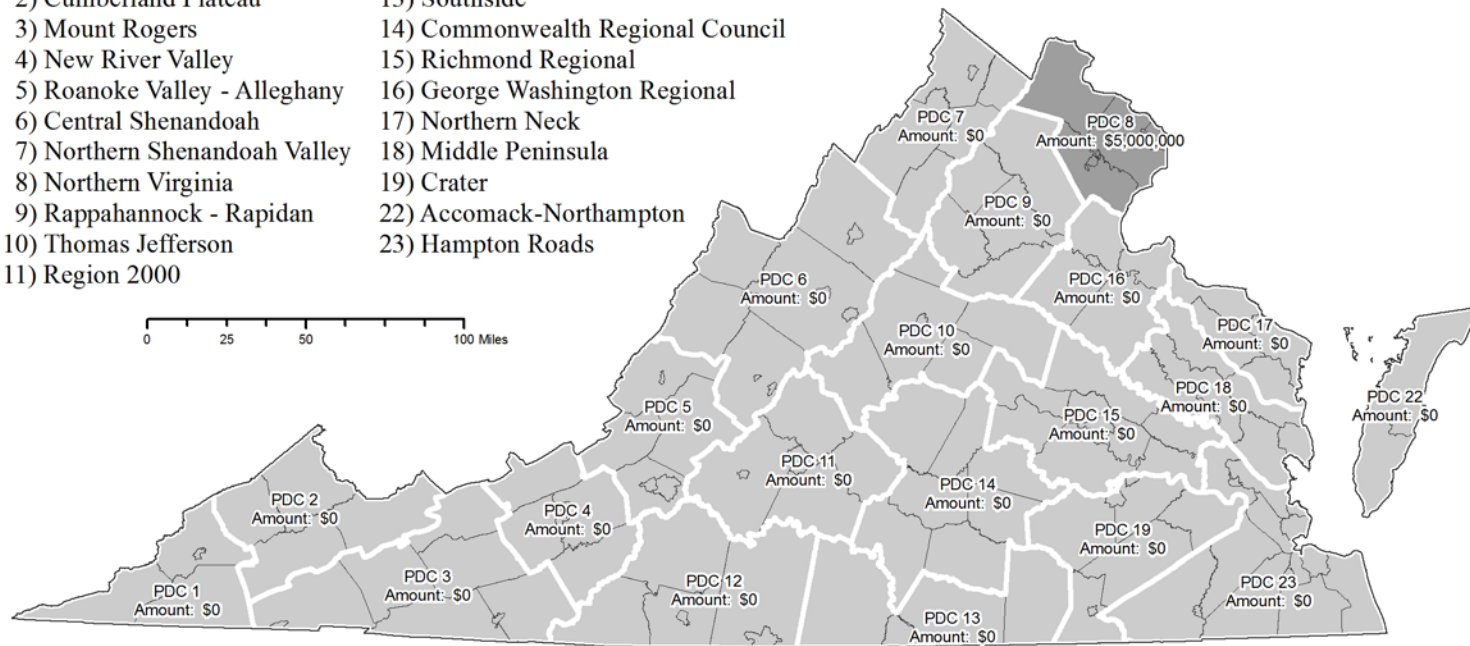 2) Cumberland Plateau
3) Mount Rogers
4) New River Valley
5) Roanoke Valley - Alleghany
6) Central Shenandoah
7) Northern Shenandoah Valley
8) Northern Virginia
9) Rappahannock - Rapidan
10) Thomas Jefferson
11) Region 2000
13) Southside
14) Commonwealth Regional Council
15) Richmond Regional
16) George Washington Regional
17) Northern Neck
18) Middle Peninsula
19) Crater
22) Accomack-Northampton
23) Hampton Roads
0 25 50 100 Miles
PDC 7
Amount: $0
PDC 8
Amount: $5,000,000
PDC 9
Amount: $0
PDC 6
Amount: $0
PDC 16
Amount: $0
PDC 10
Amount: $0
PDC 17
Amount: $0
PDC 18
Amount: $0
PDC 22
Amount: $0
PDC 5
Amount: $0
PDC 15
Amount: $0
PDC 11
Amount: $0
PDC 14
Amount: $0
PDC 2
Amount: $0
PDC 4
Amount: $0
PDC 19
Amount: $0
PDC 1
Amount: $0
PDC 3
Amount: $0
PDC 12
Amount: $0
PDC 23
Amount: $0
PDC 13
Amount: $0